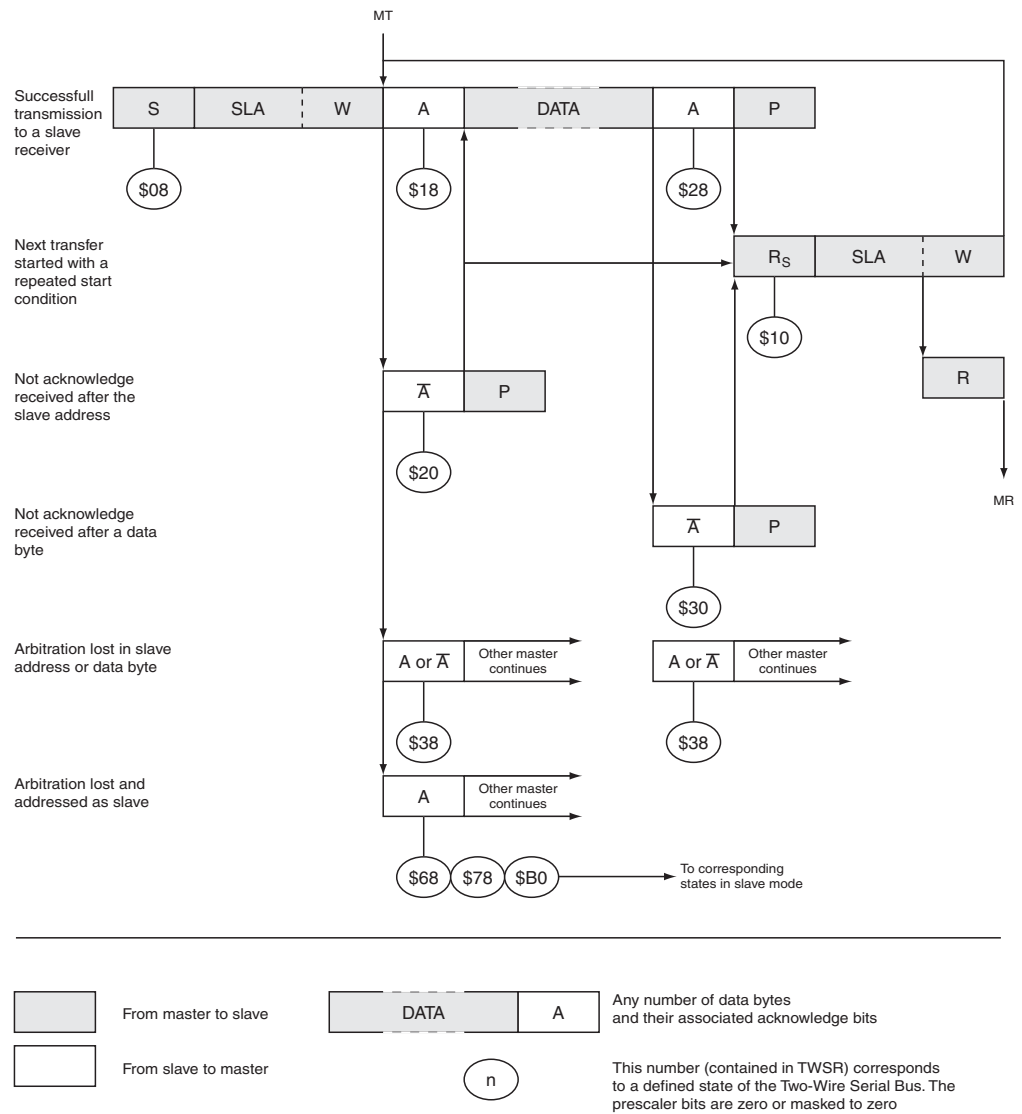 MT
Successfull
transmission
to a slave
receiver
S SLA W A DATA A P
$08 $18 $28
Next transfer
started with a
repeated start
condition
RS SLA W
$10
Not acknowledge
received after the
slave address
A̅ P
R
$20
MR
Not acknowledge
received after a data
byte
A̅ P
$30
Arbitration lost in slave
address or data byte
A or A̅ Other master
continues
A or A̅ Other master
continues
$38 $38
Arbitration lost and
addressed as slave
A Other master
continues
$68 $78 $B0 To corresponding
states in slave mode
From master to slave
DATA A Any number of data bytes
and their associated acknowledge bits
From slave to master
n This number (contained in TWSR) corresponds
to a defined state of the Two-Wire Serial Bus. The
prescaler bits are zero or masked to zero